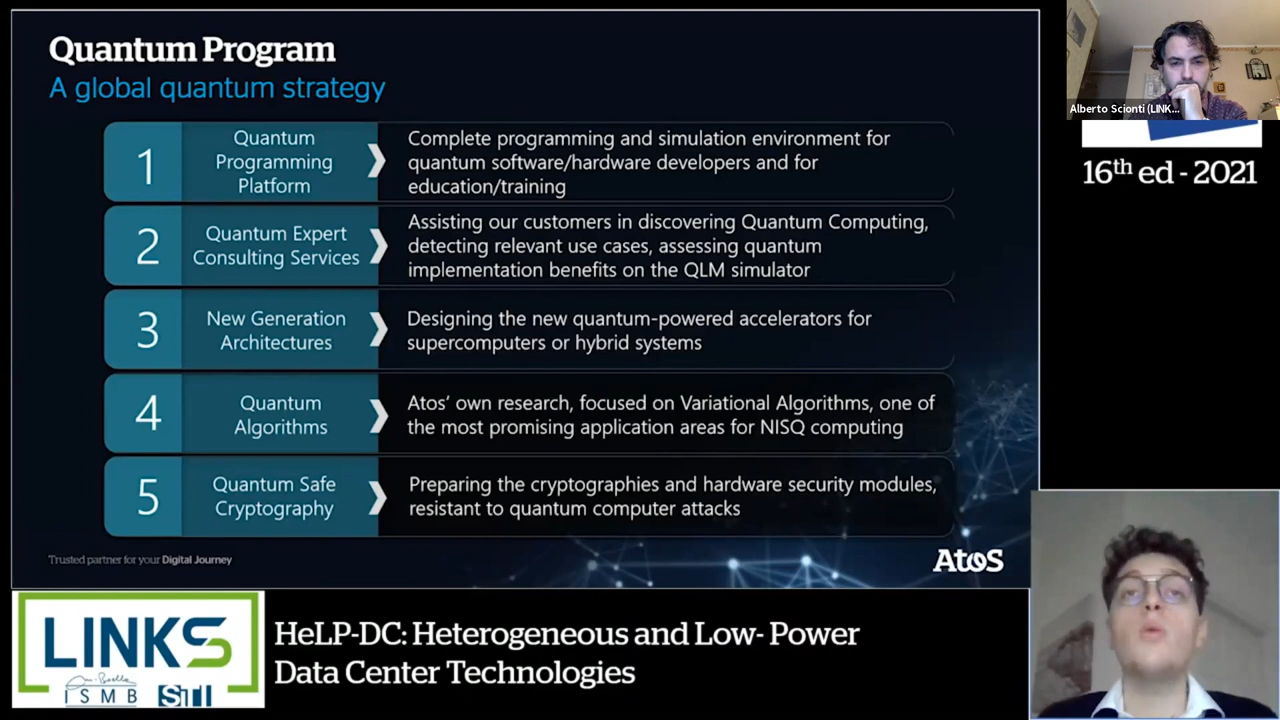 Quantum Program
A global quantum strategy
1
Quantum
Programming
Platform
Complete programming and simulation environment for
quantum software/hardware developers and for
education/training
2
Quantum Expert
Consulting Services
Assisting our customers in discovering Quantum Computing,
detecting relevant use cases, assessing quantum
implementation benefits on the QLM simulator
3
New Generation
Architectures
Designing the new quantum-powered accelerators for
supercomputers or hybrid systems
4
Quantum
Algorithms
Atos' own research, focused on Variational Algorithms, one of
the most promising application areas for NISQ computing
5
Quantum Safe
Cryptography
Preparing the cryptographies and hardware security modules,
resistant to quantum computer attacks
Trusted partner for your Digital Journey
Atos
Alberto Scionti (LINK...
16th ed - 2021
LINKS
ISMB
STI
HeLP-DC: Heterogeneous and Low- Power
Data Center Technologies